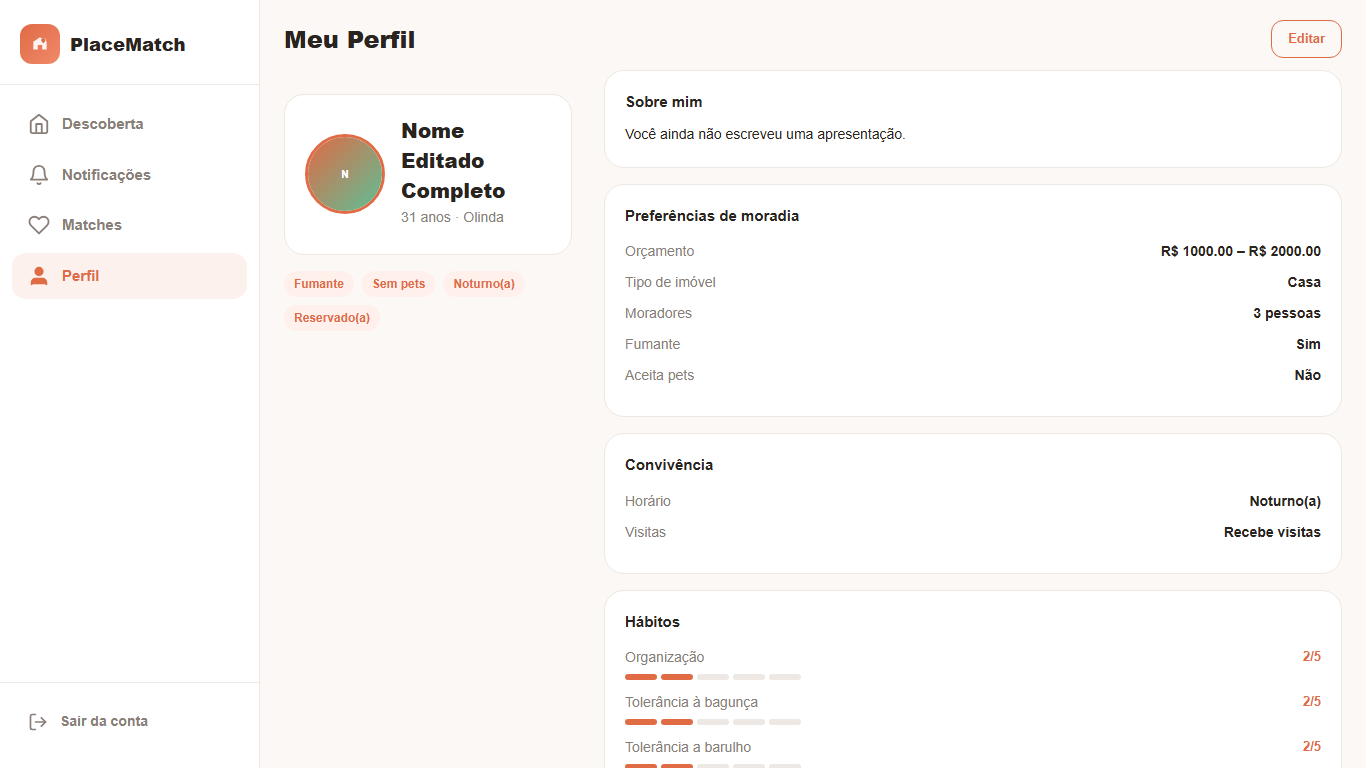 PlaceMatch
Descoberta
Notificações
Matches
Perfil
Sair da conta
Meu Perfil
Editar
N
Nome
Editado
Completo
31 anos · Olinda
Fumante
Sem pets
Noturno(a)
Reservado(a)
Sobre mim
Você ainda não escreveu uma apresentação.
Preferências de moradia
Orçamento R$ 1000.00 – R$ 2000.00
Tipo de imóvel Casa
Moradores 3 pessoas
Fumante Sim
Aceita pets Não
Convivência
Horário Noturno(a)
Visitas Recebe visitas
Hábitos
Organização 2/5
Tolerância à bagunça 2/5
Tolerância a barulho 2/5